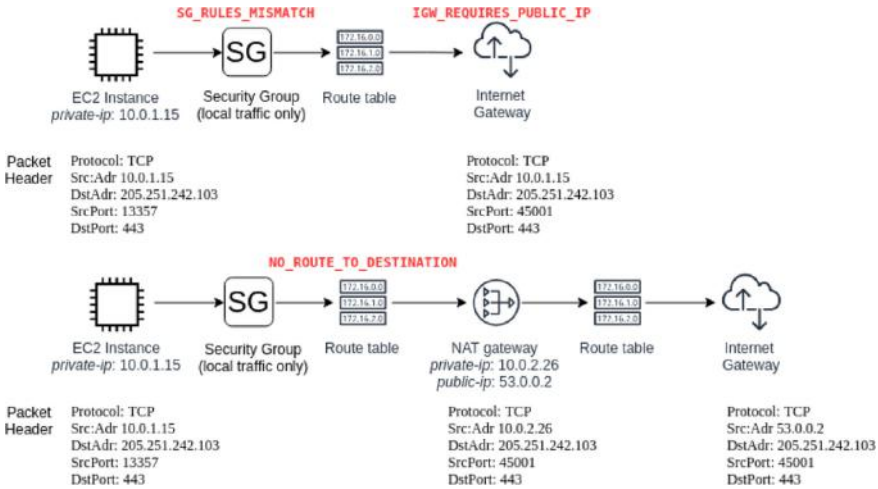 SG_RULES_MISMATCH IGW_REQUIRES_PUBLIC_IP
SG
172.16.0.0
172.16.1.0
172.16.2.0
EC2 Instance
private-ip: 10.0.1.15
Security Group
(local traffic only)
Route table
Internet
Gateway
Packet
Header
Protocol: TCP
Src:Adr 10.0.1.15
DstAdr: 205.251.242.103
SrcPort: 13357
DstPort: 443
Protocol: TCP
Src:Adr 10.0.1.15
DstAdr: 205.251.242.103
SrcPort: 45001
DstPort: 443
NO_ROUTE_TO_DESTINATION
SG
172.16.0.0
172.16.1.0
172.16.2.0
172.16.0.0
172.16.1.0
172.16.2.0
EC2 Instance
private-ip: 10.0.1.15
Security Group
(local traffic only)
Route table
NAT gateway
private-ip: 10.0.2.26
public-ip: 53.0.0.2
Route table
Internet
Gateway
Packet
Header
Protocol: TCP
Src:Adr 10.0.1.15
DstAdr: 205.251.242.103
SrcPort: 13357
DstPort: 443
Protocol: TCP
Src:Adr 10.0.2.26
DstAdr: 205.251.242.103
SrcPort: 45001
DstPort: 443
Protocol: TCP
Src:Adr 53.0.0.2
DstAdr: 205.251.242.103
SrcPort: 45001
DstPort: 443